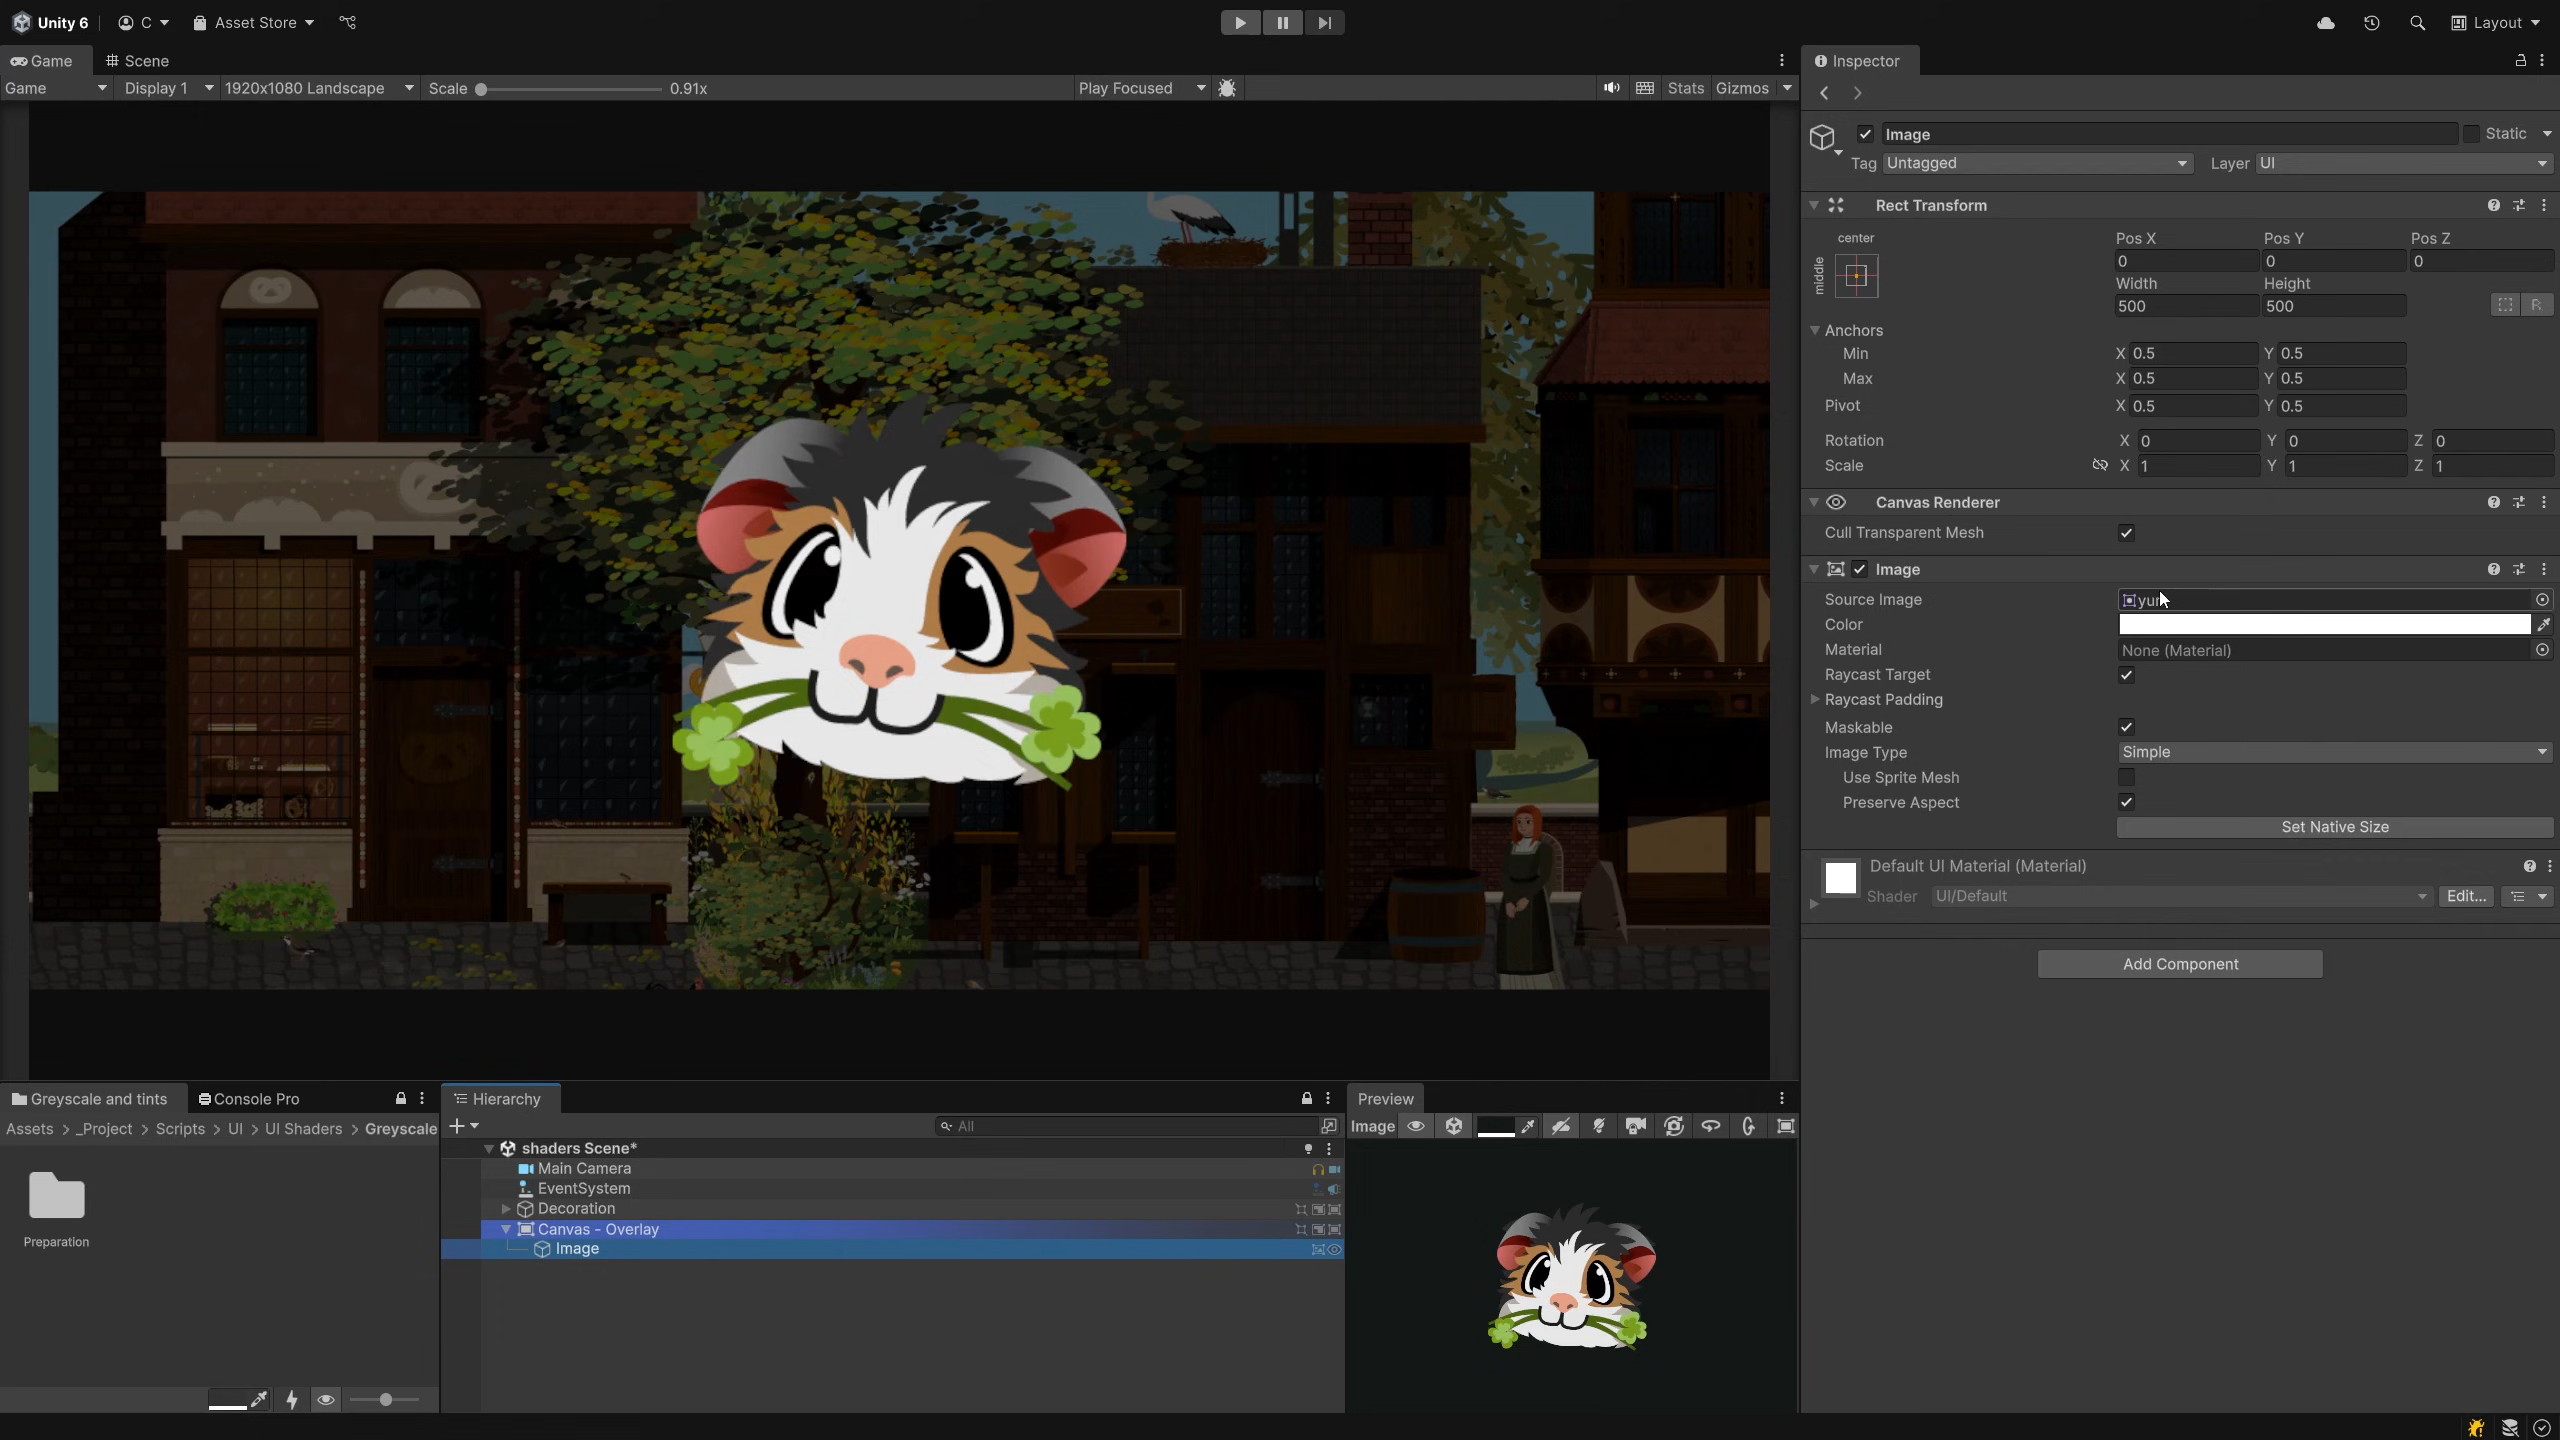 Unity 6 C Asset Store Layout
Game Scene Inspector
Game Display 1 1920x1080 Landscape Scale 0.91x Play Focused Stats Gizmos
Image Static
Tag Untagged Layer UI
Rect Transform
center Pos X Pos Y Pos Z
middle 0 0 0
Width Height
500 500 R
Anchors
Min X 0.5 Y 0.5
Max X 0.5 Y 0.5
Pivot X 0.5 Y 0.5
Rotation X 0 Y 0 Z 0
Scale X 1 Y 1 Z 1
Canvas Renderer
Cull Transparent Mesh
Image
Source Image
Color
Material None (Material)
Raycast Target
Raycast Padding
Maskable
Image Type Simple
Use Sprite Mesh
Preserve Aspect
Set Native Size
Default UI Material (Material)
Shader UI/Default Edit...
Add Component
Greyscale and tints Console Pro Hierarchy Preview
Assets > _Project > Scripts > UI > UI Shaders > Greyscale All Image
shaders Scene*
Main Camera
EventSystem
Decoration
Canvas - Overlay
Image
Preparation